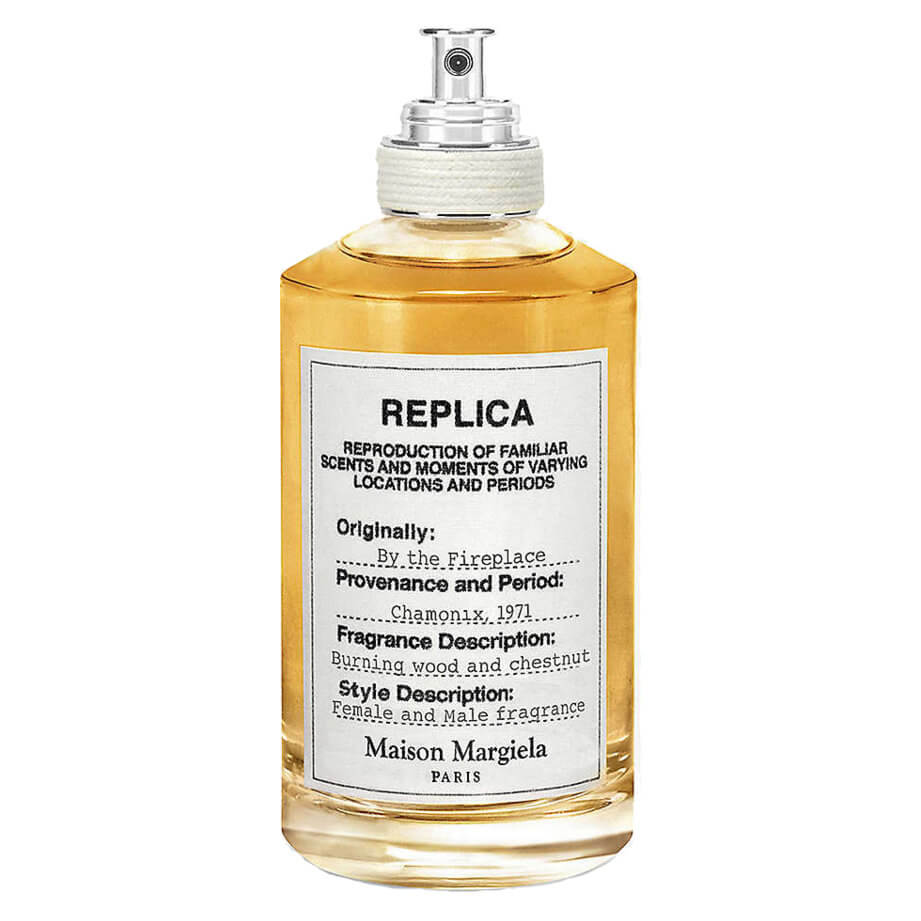 REPLICA
REPRODUCTION OF FAMILIAR
SCENTS AND MOMENTS OF VARYING
LOCATIONS AND PERIODS
Originally:
By the Fireplace
Provenance and Period:
Chamonix, 1971
Fragrance Description:
Burning wood and chestnut
Style Description:
Female and Male fragrance
Maison Margiela
PARIS